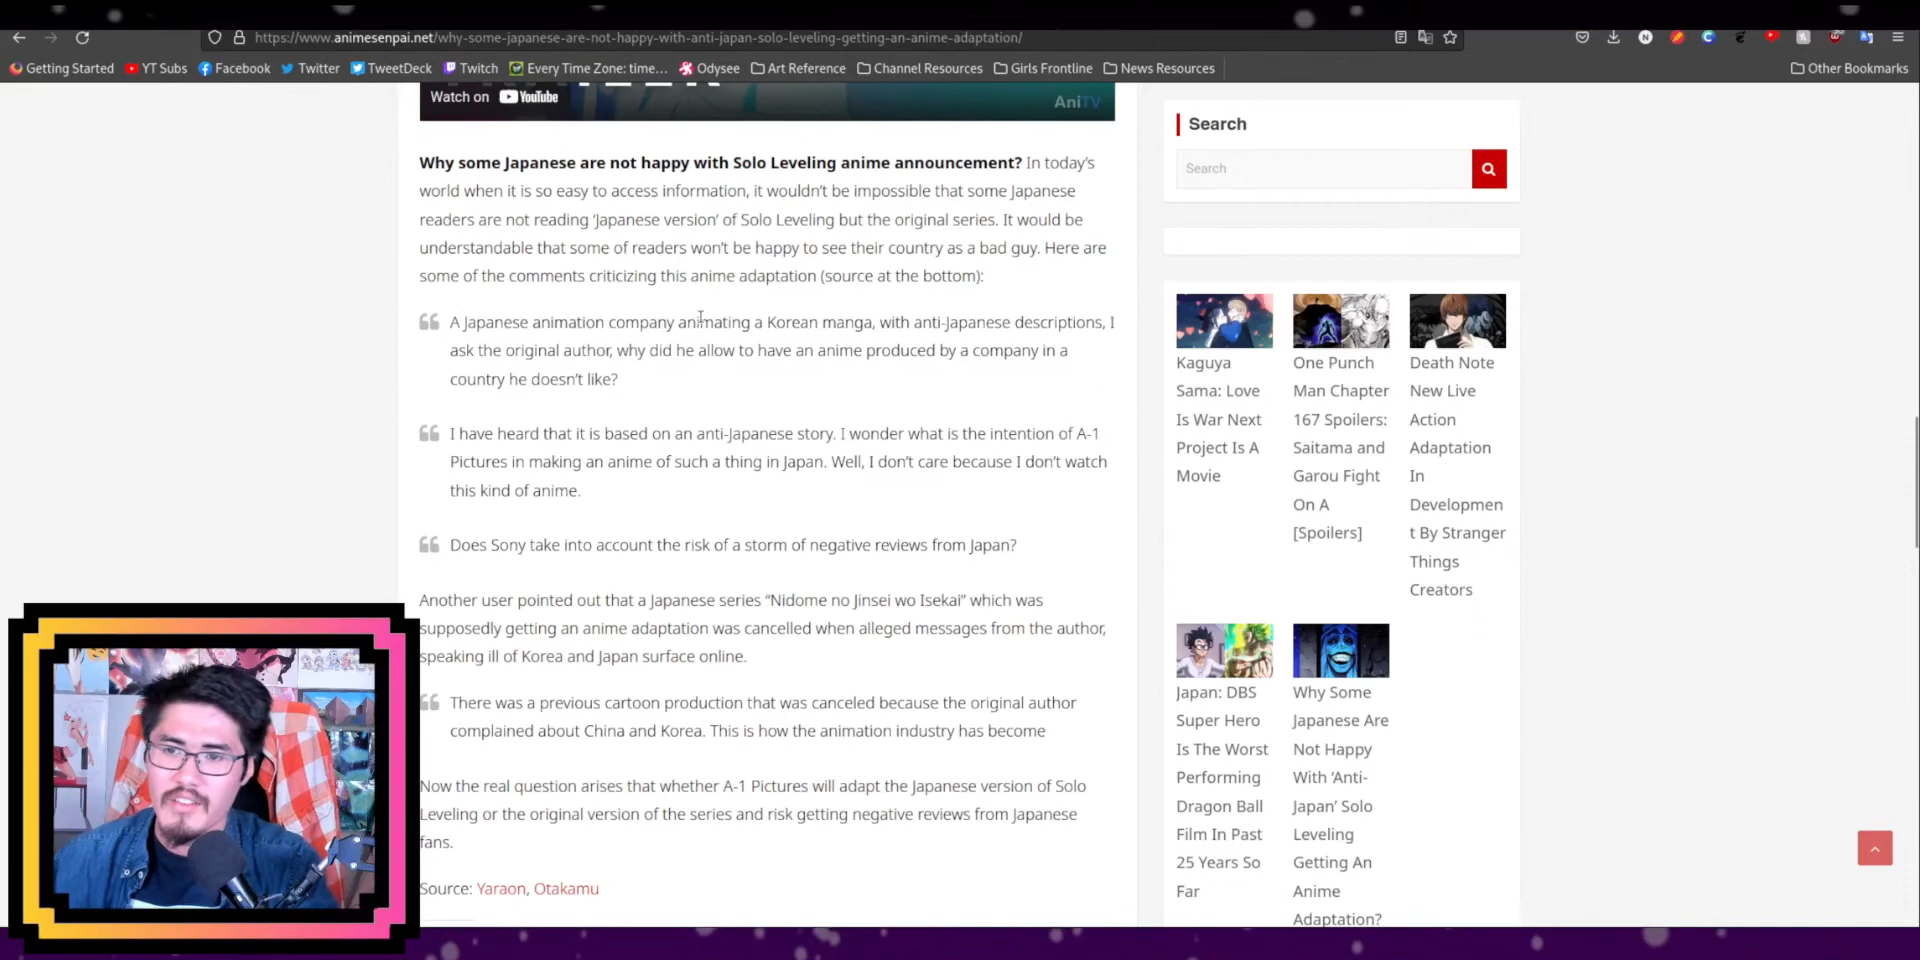 https://www.animesenpai.net/why-some-japanese-are-not-happy-with-anti-japan-solo-leveling-getting-an-anime-adaptation/
Getting Started
YT Subs
Facebook
Twitter
TweetDeck
Twitch
Every Time Zone: time…
Odysee
Art Reference
Channel Resources
Girls Frontline
News Resources
Other Bookmarks
Watch on YouTube
AniTV
Why some Japanese are not happy with Solo Leveling anime announcement? In today's
world when it is so easy to access information, it wouldn't be impossible that some Japanese
readers are not reading 'Japanese version' of Solo Leveling but the original series. It would be
understandable that some of readers won't be happy to see their country as a bad guy. Here are
some of the comments criticizing this anime adaptation (source at the bottom):
A Japanese animation company animating a Korean manga, with anti-Japanese descriptions, I
ask the original author, why did he allow to have an anime produced by a company in a
country he doesn't like?
I have heard that it is based on an anti-Japanese story. I wonder what is the intention of A-1
Pictures in making an anime of such a thing in Japan. Well, I don't care because I don't watch
this kind of anime.
Does Sony take into account the risk of a storm of negative reviews from Japan?
Another user pointed out that a Japanese series “Nidome no Jinsei wo Isekai” which was
supposedly getting an anime adaptation was cancelled when alleged messages from the author,
speaking ill of Korea and Japan surface online.
There was a previous cartoon production that was canceled because the original author
complained about China and Korea. This is how the animation industry has become
Now the real question arises that whether A-1 Pictures will adapt the Japanese version of Solo
Leveling or the original version of the series and risk getting negative reviews from Japanese
fans.
Source: Yaraon, Otakamu
Search
Search
Kaguya
Sama: Love
Is War Next
Project Is A
Movie
One Punch
Man Chapter
167 Spoilers:
Saitama and
Garou Fight
On A
[Spoilers]
Death Note
New Live
Action
Adaptation
In
Developmen
t By Stranger
Things
Creators
Japan: DBS
Super Hero
Is The Worst
Performing
Dragon Ball
Film In Past
25 Years So
Far
Why Some
Japanese Are
Not Happy
With ‘Anti-
Japan’ Solo
Leveling
Getting An
Anime
Adaptation?